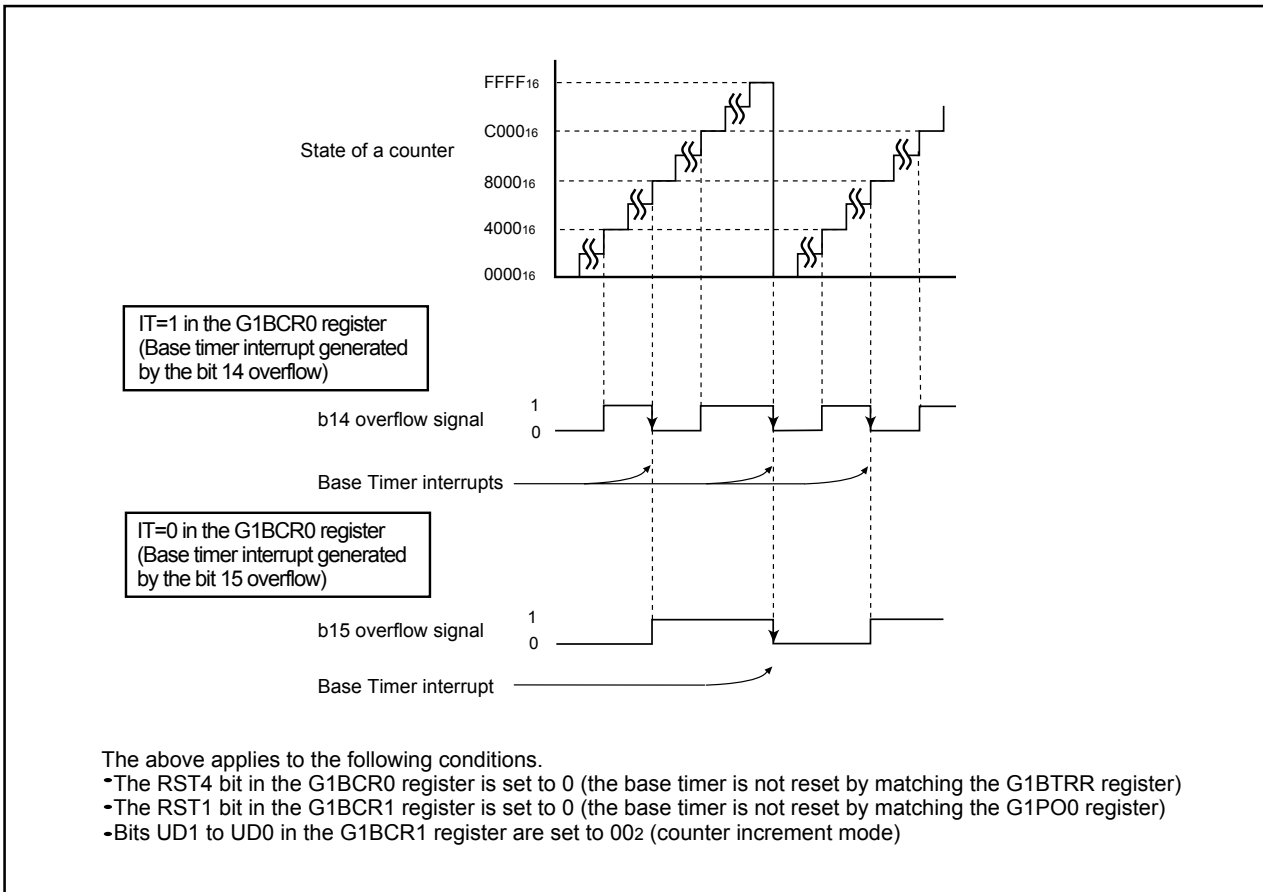 FFFF16
C00016
State of a counter
800016
400016
000016
IT=1 in the G1BCR0 register
(Base timer interrupt generated
by the bit 14 overflow)
1
b14 overflow signal
0
Base Timer interrupts
IT=0 in the G1BCR0 register
(Base timer interrupt generated
by the bit 15 overflow)
1
b15 overflow signal
0
Base Timer interrupt
The above applies to the following conditions.
•The RST4 bit in the G1BCR0 register is set to 0 (the base timer is not reset by matching the G1BTRR register)
•The RST1 bit in the G1BCR1 register is set to 0 (the base timer is not reset by matching the G1PO0 register)
•Bits UD1 to UD0 in the G1BCR1 register are set to 002 (counter increment mode)